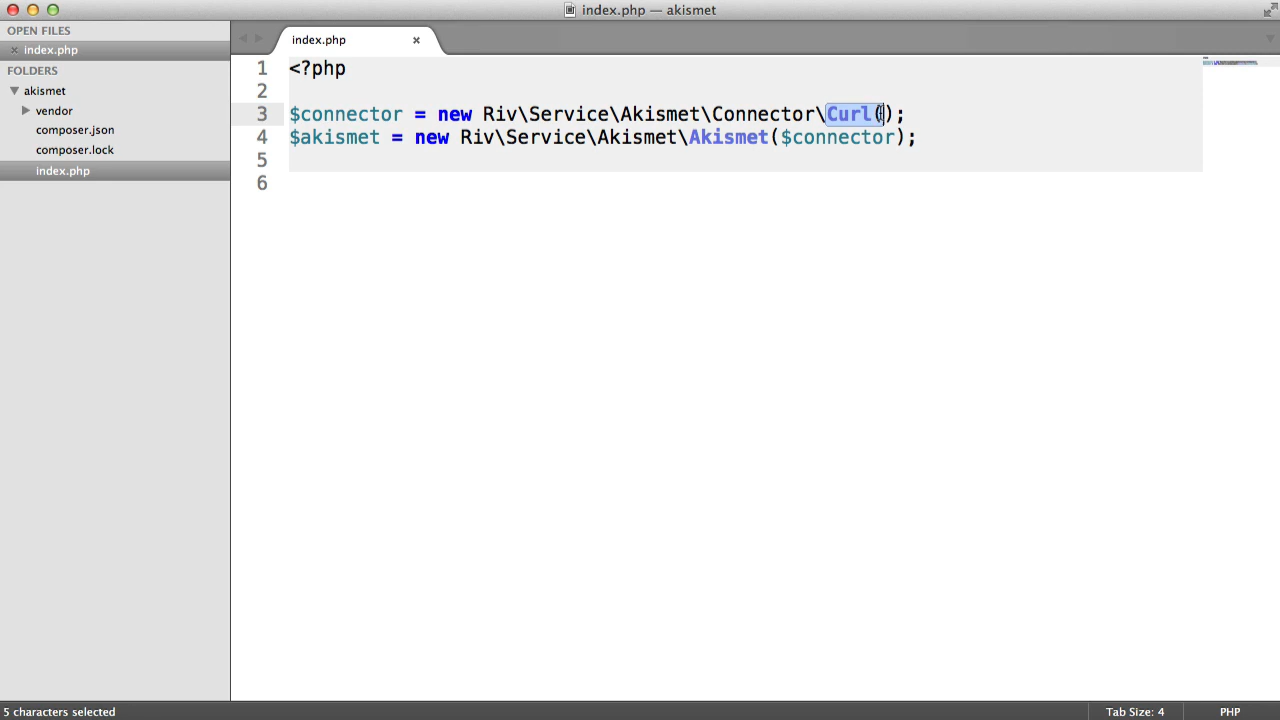 index.php — akismet
OPEN FILES
index.php
FOLDERS
akismet
vendor
composer.json
composer.lock
index.php
index.php
1 <?php
2
3 $connector = new Riv\Service\Akismet\Connector\Curl();
4 $akismet = new Riv\Service\Akismet\Akismet($connector);
5
6
5 characters selected
Tab Size: 4
PHP